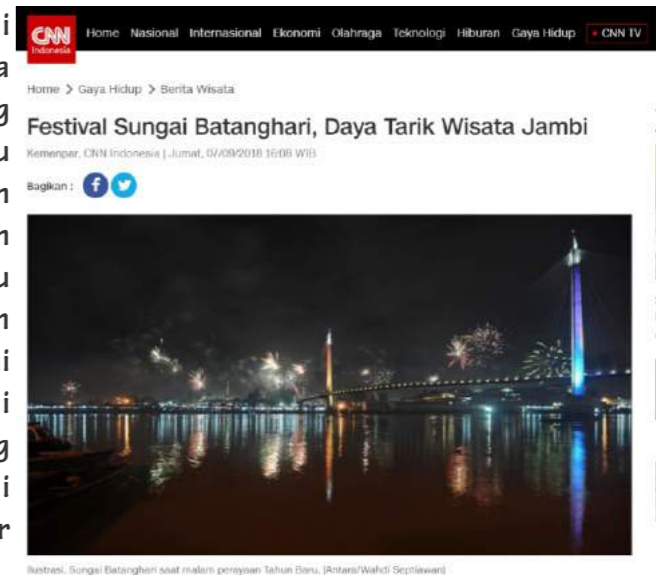 i
a
g
u
n
n
u
n
i
i
g
i
r
CNN
Indonesia
Home Nasional Internasional Ekonomi Olahraga Teknologi Hiburan Gaya Hidup • CNN TV
Home > Gaya Hidup > Berita Wisata
Festival Sungai Batanghari, Daya Tarik Wisata Jambi
Kemenpar, CNN Indonesia | Jumat, 07/09/2018 16:08 WIB
Bagikan :
Ilustrasi. Sungai Batanghari saat malam perayaan Tahun Baru. (Antara/Wahdi Septiawan)